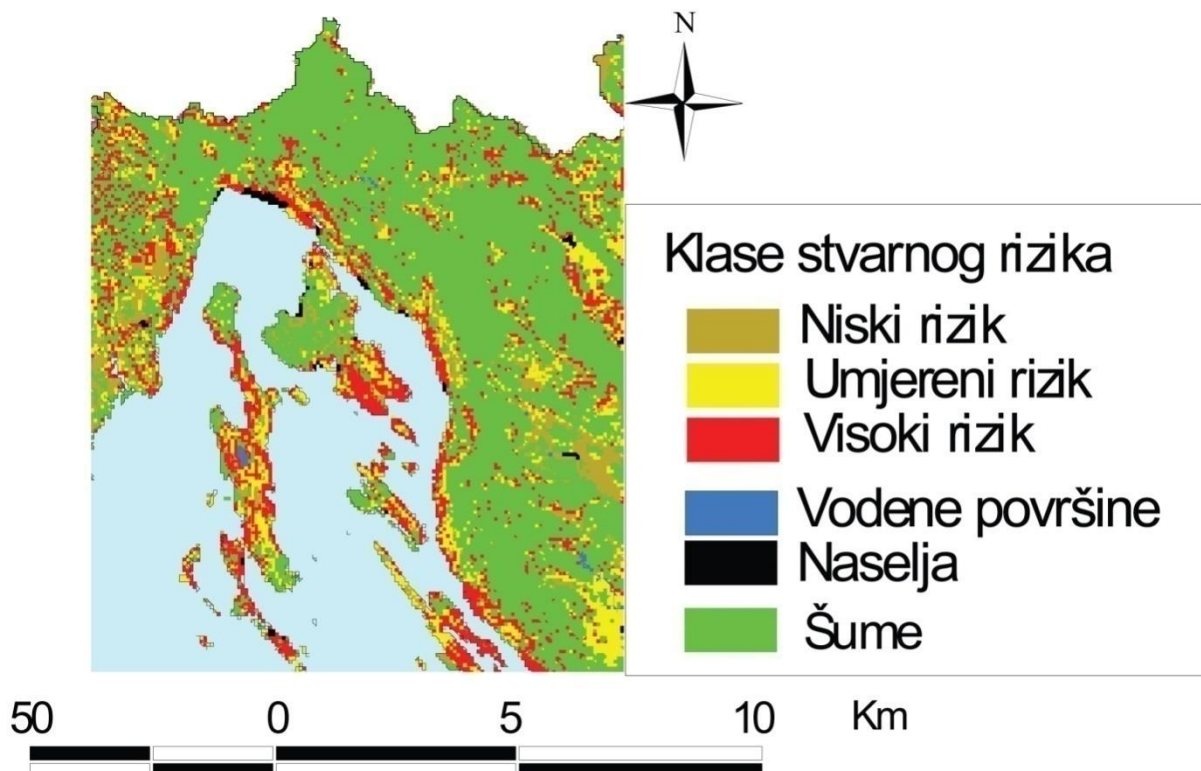 N
Klase stvarnog rizika
Niski rizik
Umjereni rizik
Visoki rizik
Vodene površine
Naselja
Šume
50 0 5 10 Km